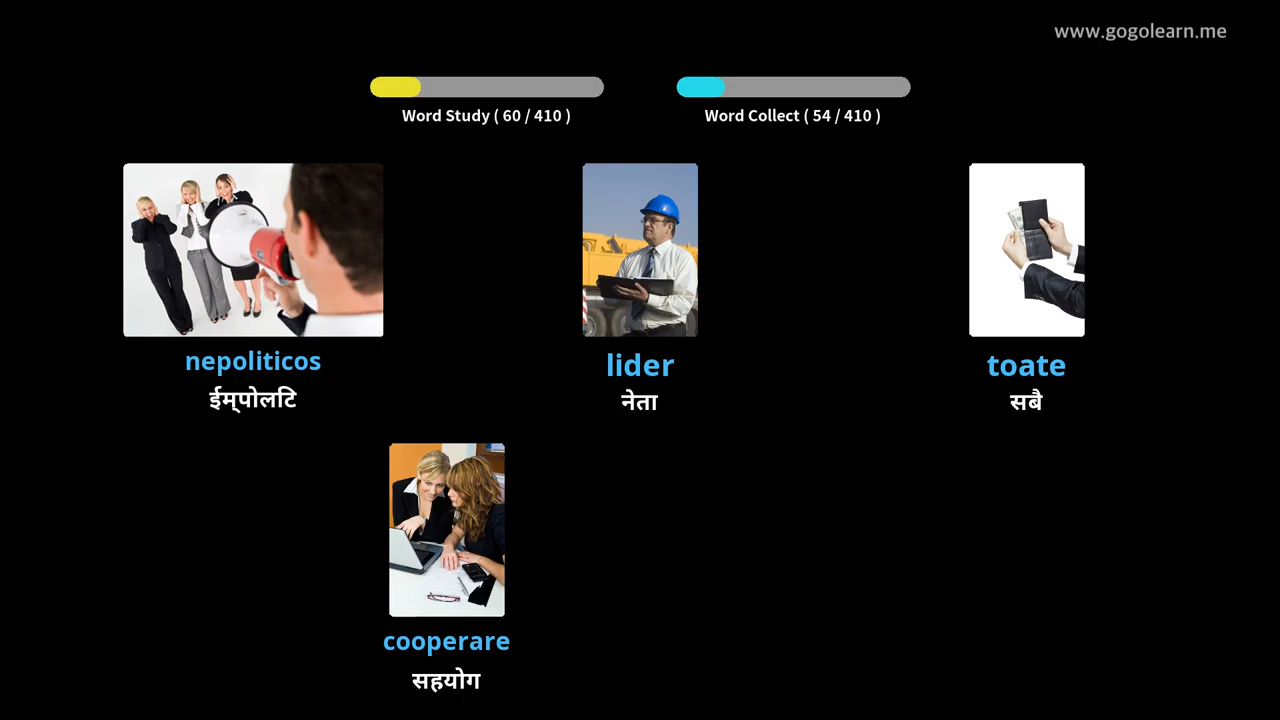 www.gogolearn.me
Word Study ( 60 / 410 )
Word Collect ( 54 / 410 )
nepoliticos
ईम्पोलटि
lider
नेता
toate
सबै
cooperare
सहयोग